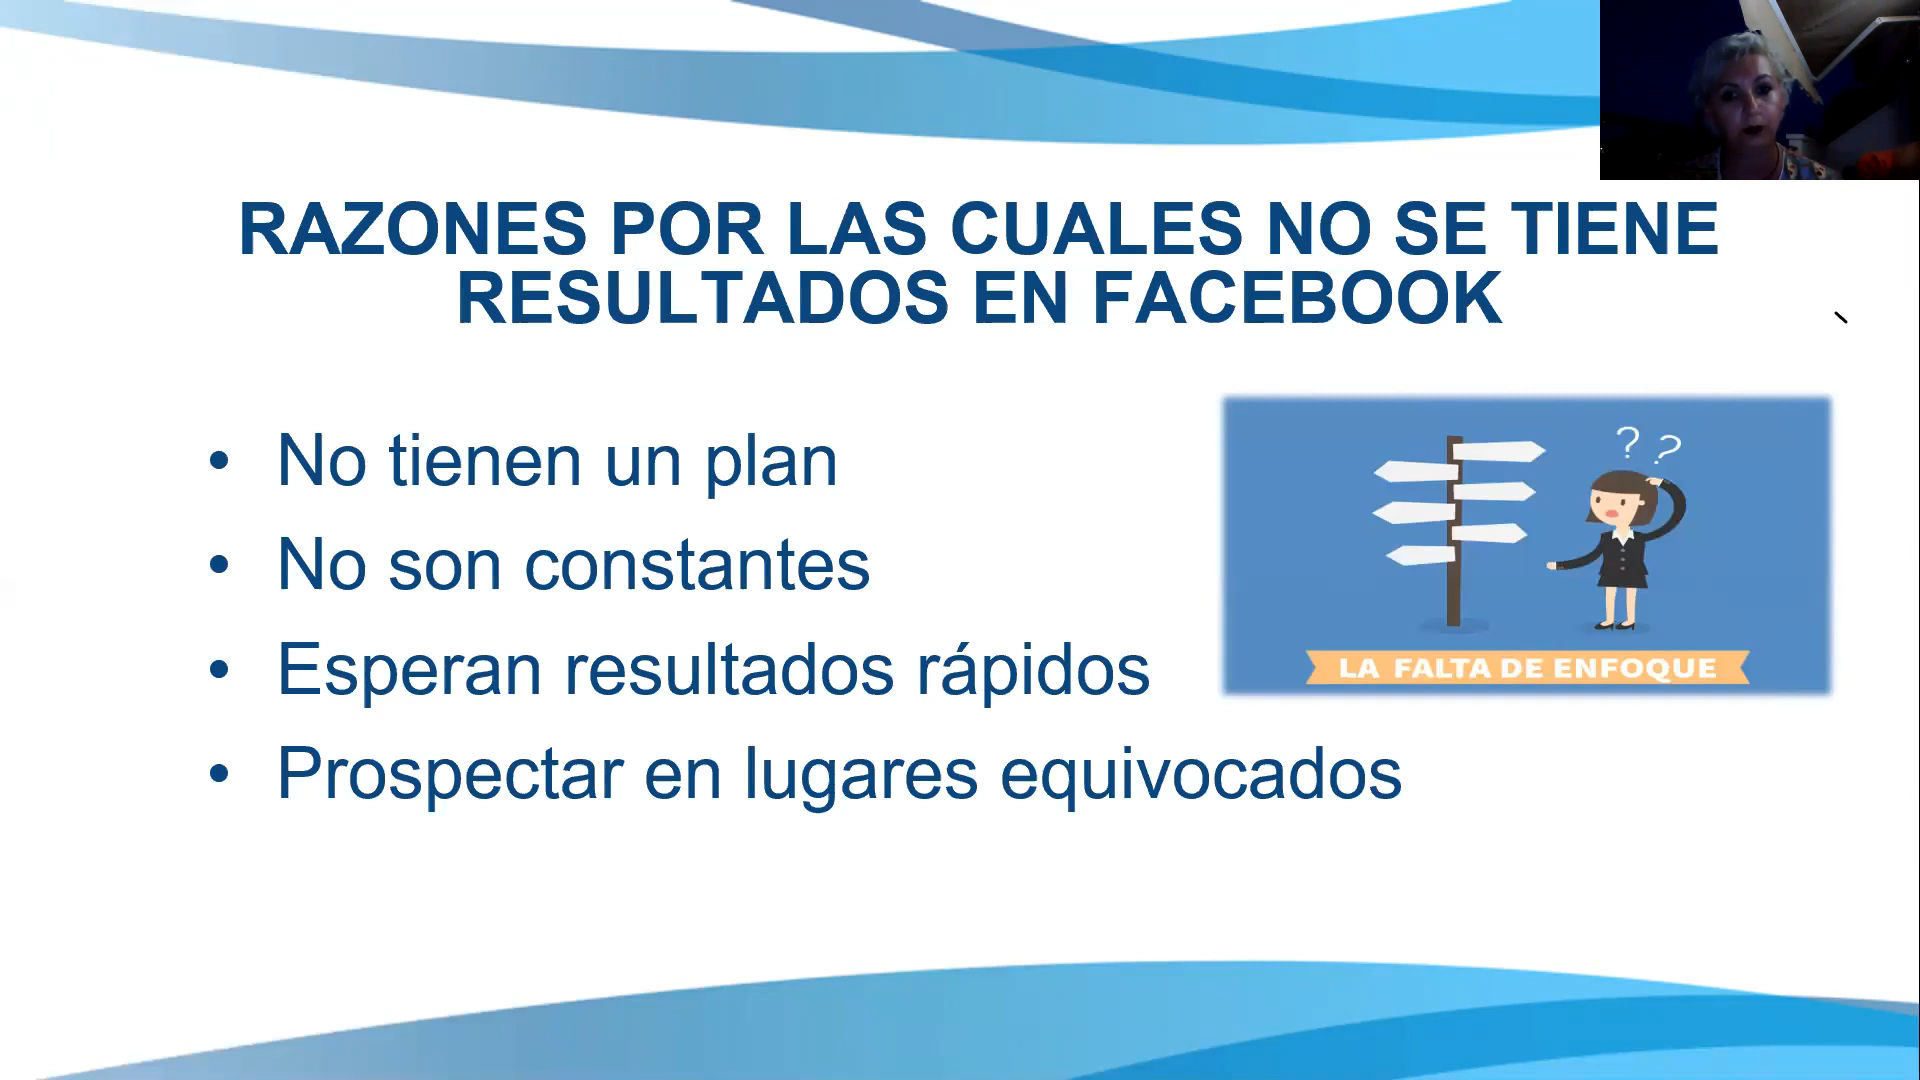 RAZONES POR LAS CUALES NO SE TIENE
RESULTADOS EN FACEBOOK
• No tienen un plan
• No son constantes
• Esperan resultados rápidos
• Prospectar en lugares equivocados
? ?
LA FALTA DE ENFOQUE